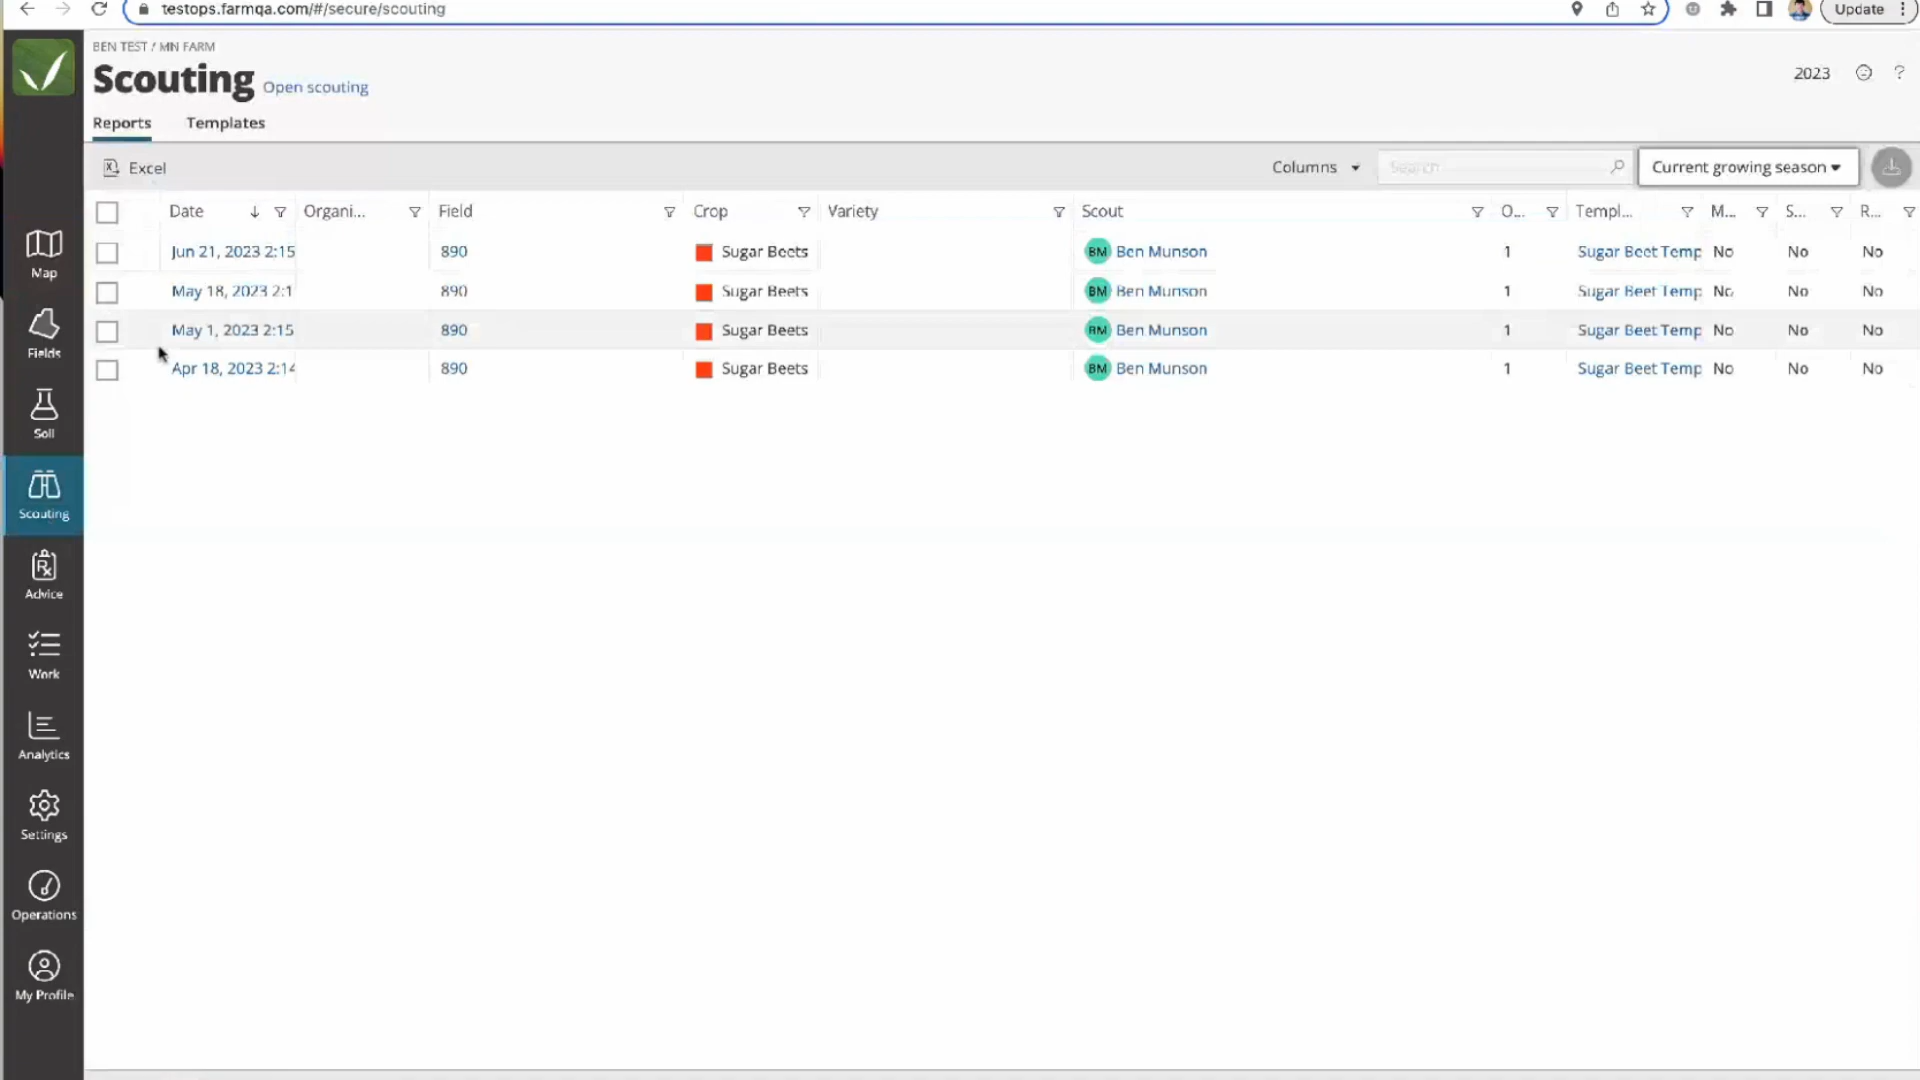 testops.farmqa.com/#/secure/scouting
Update
BEN TEST / MN FARM
Scouting Open scouting
2023 ?
Reports Templates
Excel Columns Search Current growing season
Date Organi... Field Crop Variety Scout O... Templ... M... S... R...
Jun 21, 2023 2:15 890 Sugar Beets BM Ben Munson 1 Sugar Beet Temp No No No
May 18, 2023 2:1 890 Sugar Beets BM Ben Munson 1 Sugar Beet Temp No No No
May 1, 2023 2:15 890 Sugar Beets BM Ben Munson 1 Sugar Beet Temp No No No
Apr 18, 2023 2:14 890 Sugar Beets BM Ben Munson 1 Sugar Beet Temp No No No
Map
Fields
Soil
Scouting
Advice
Work
Analytics
Settings
Operations
My Profile